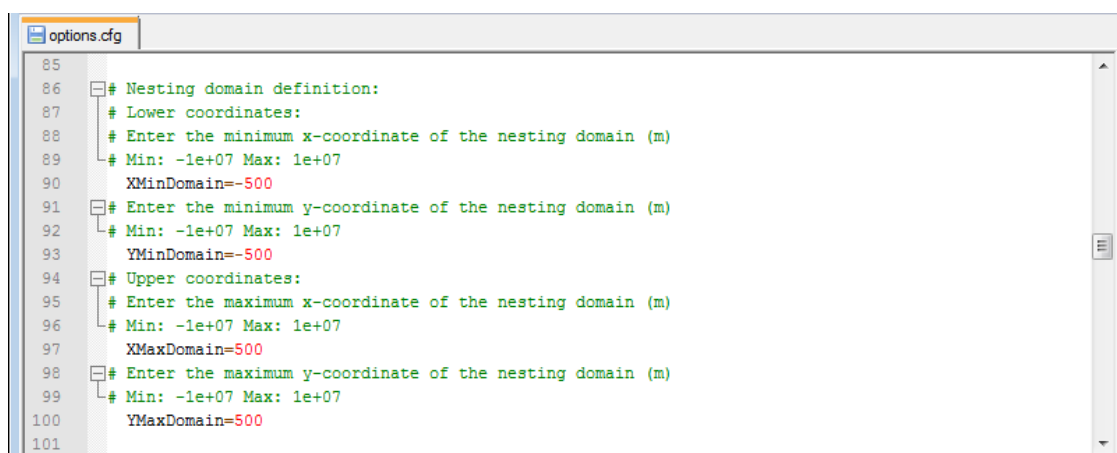 options.cfg
85
86 # Nesting domain definition:
87 # Lower coordinates:
88 # Enter the minimum x-coordinate of the nesting domain (m)
89 # Min: -1e+07 Max: 1e+07
90 XMinDomain=-500
91 # Enter the minimum y-coordinate of the nesting domain (m)
92 # Min: -1e+07 Max: 1e+07
93 YMinDomain=-500
94 # Upper coordinates:
95 # Enter the maximum x-coordinate of the nesting domain (m)
96 # Min: -1e+07 Max: 1e+07
97 XMaxDomain=500
98 # Enter the maximum y-coordinate of the nesting domain (m)
99 # Min: -1e+07 Max: 1e+07
100 YMaxDomain=500
101